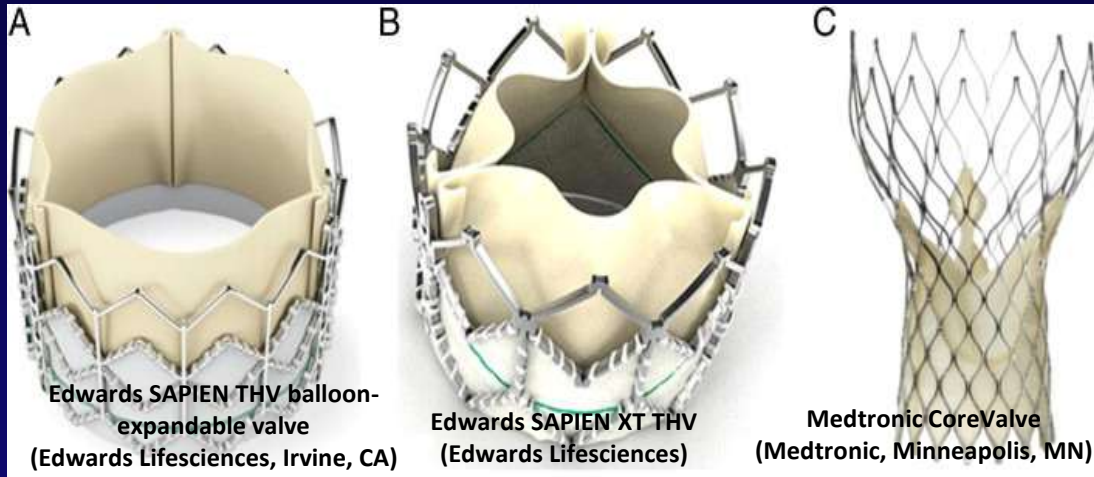 A
B
C
Edwards SAPIEN THV balloon-
expandable valve
(Edwards Lifesciences, Irvine, CA)
Edwards SAPIEN XT THV
(Edwards Lifesciences)
Medtronic CoreValve
(Medtronic, Minneapolis, MN)